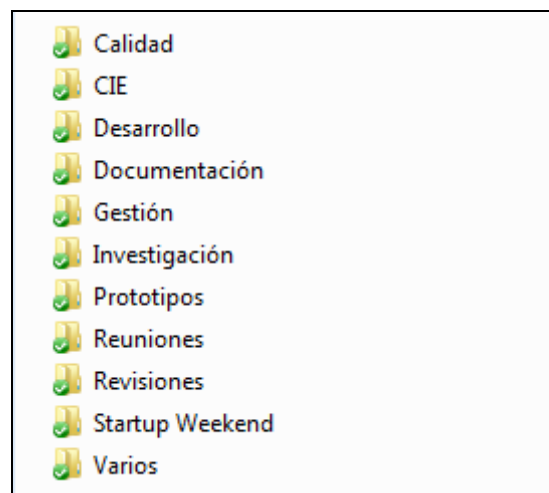 Calidad
CIE
Desarrollo
Documentación
Gestión
Investigación
Prototipos
Reuniones
Revisiones
Startup Weekend
Varios